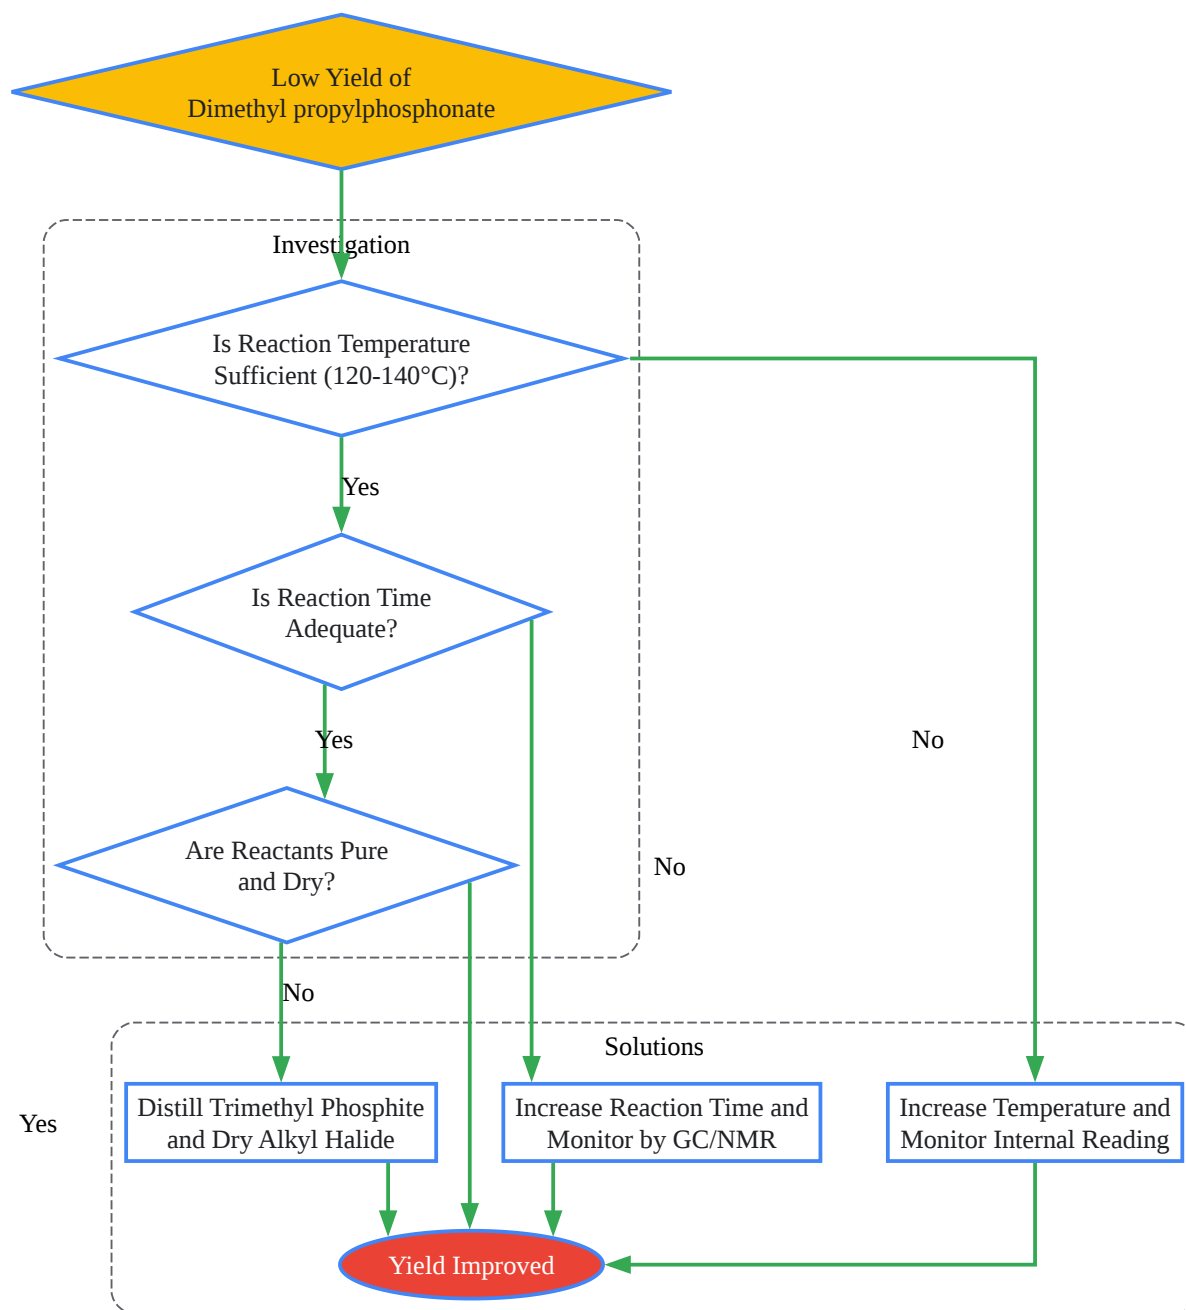 Low Yield of
Dimethyl propylphosphonate
Investigation
Is Reaction Temperature
Sufficient (120-140°C)?
Yes
Is Reaction Time
Adequate?
Yes
No
Are Reactants Pure
and Dry?
No
No
Solutions
Yes
Distill Trimethyl Phosphite
and Dry Alkyl Halide
Increase Reaction Time and
Monitor by GC/NMR
Increase Temperature and
Monitor Internal Reading
Yield Improved